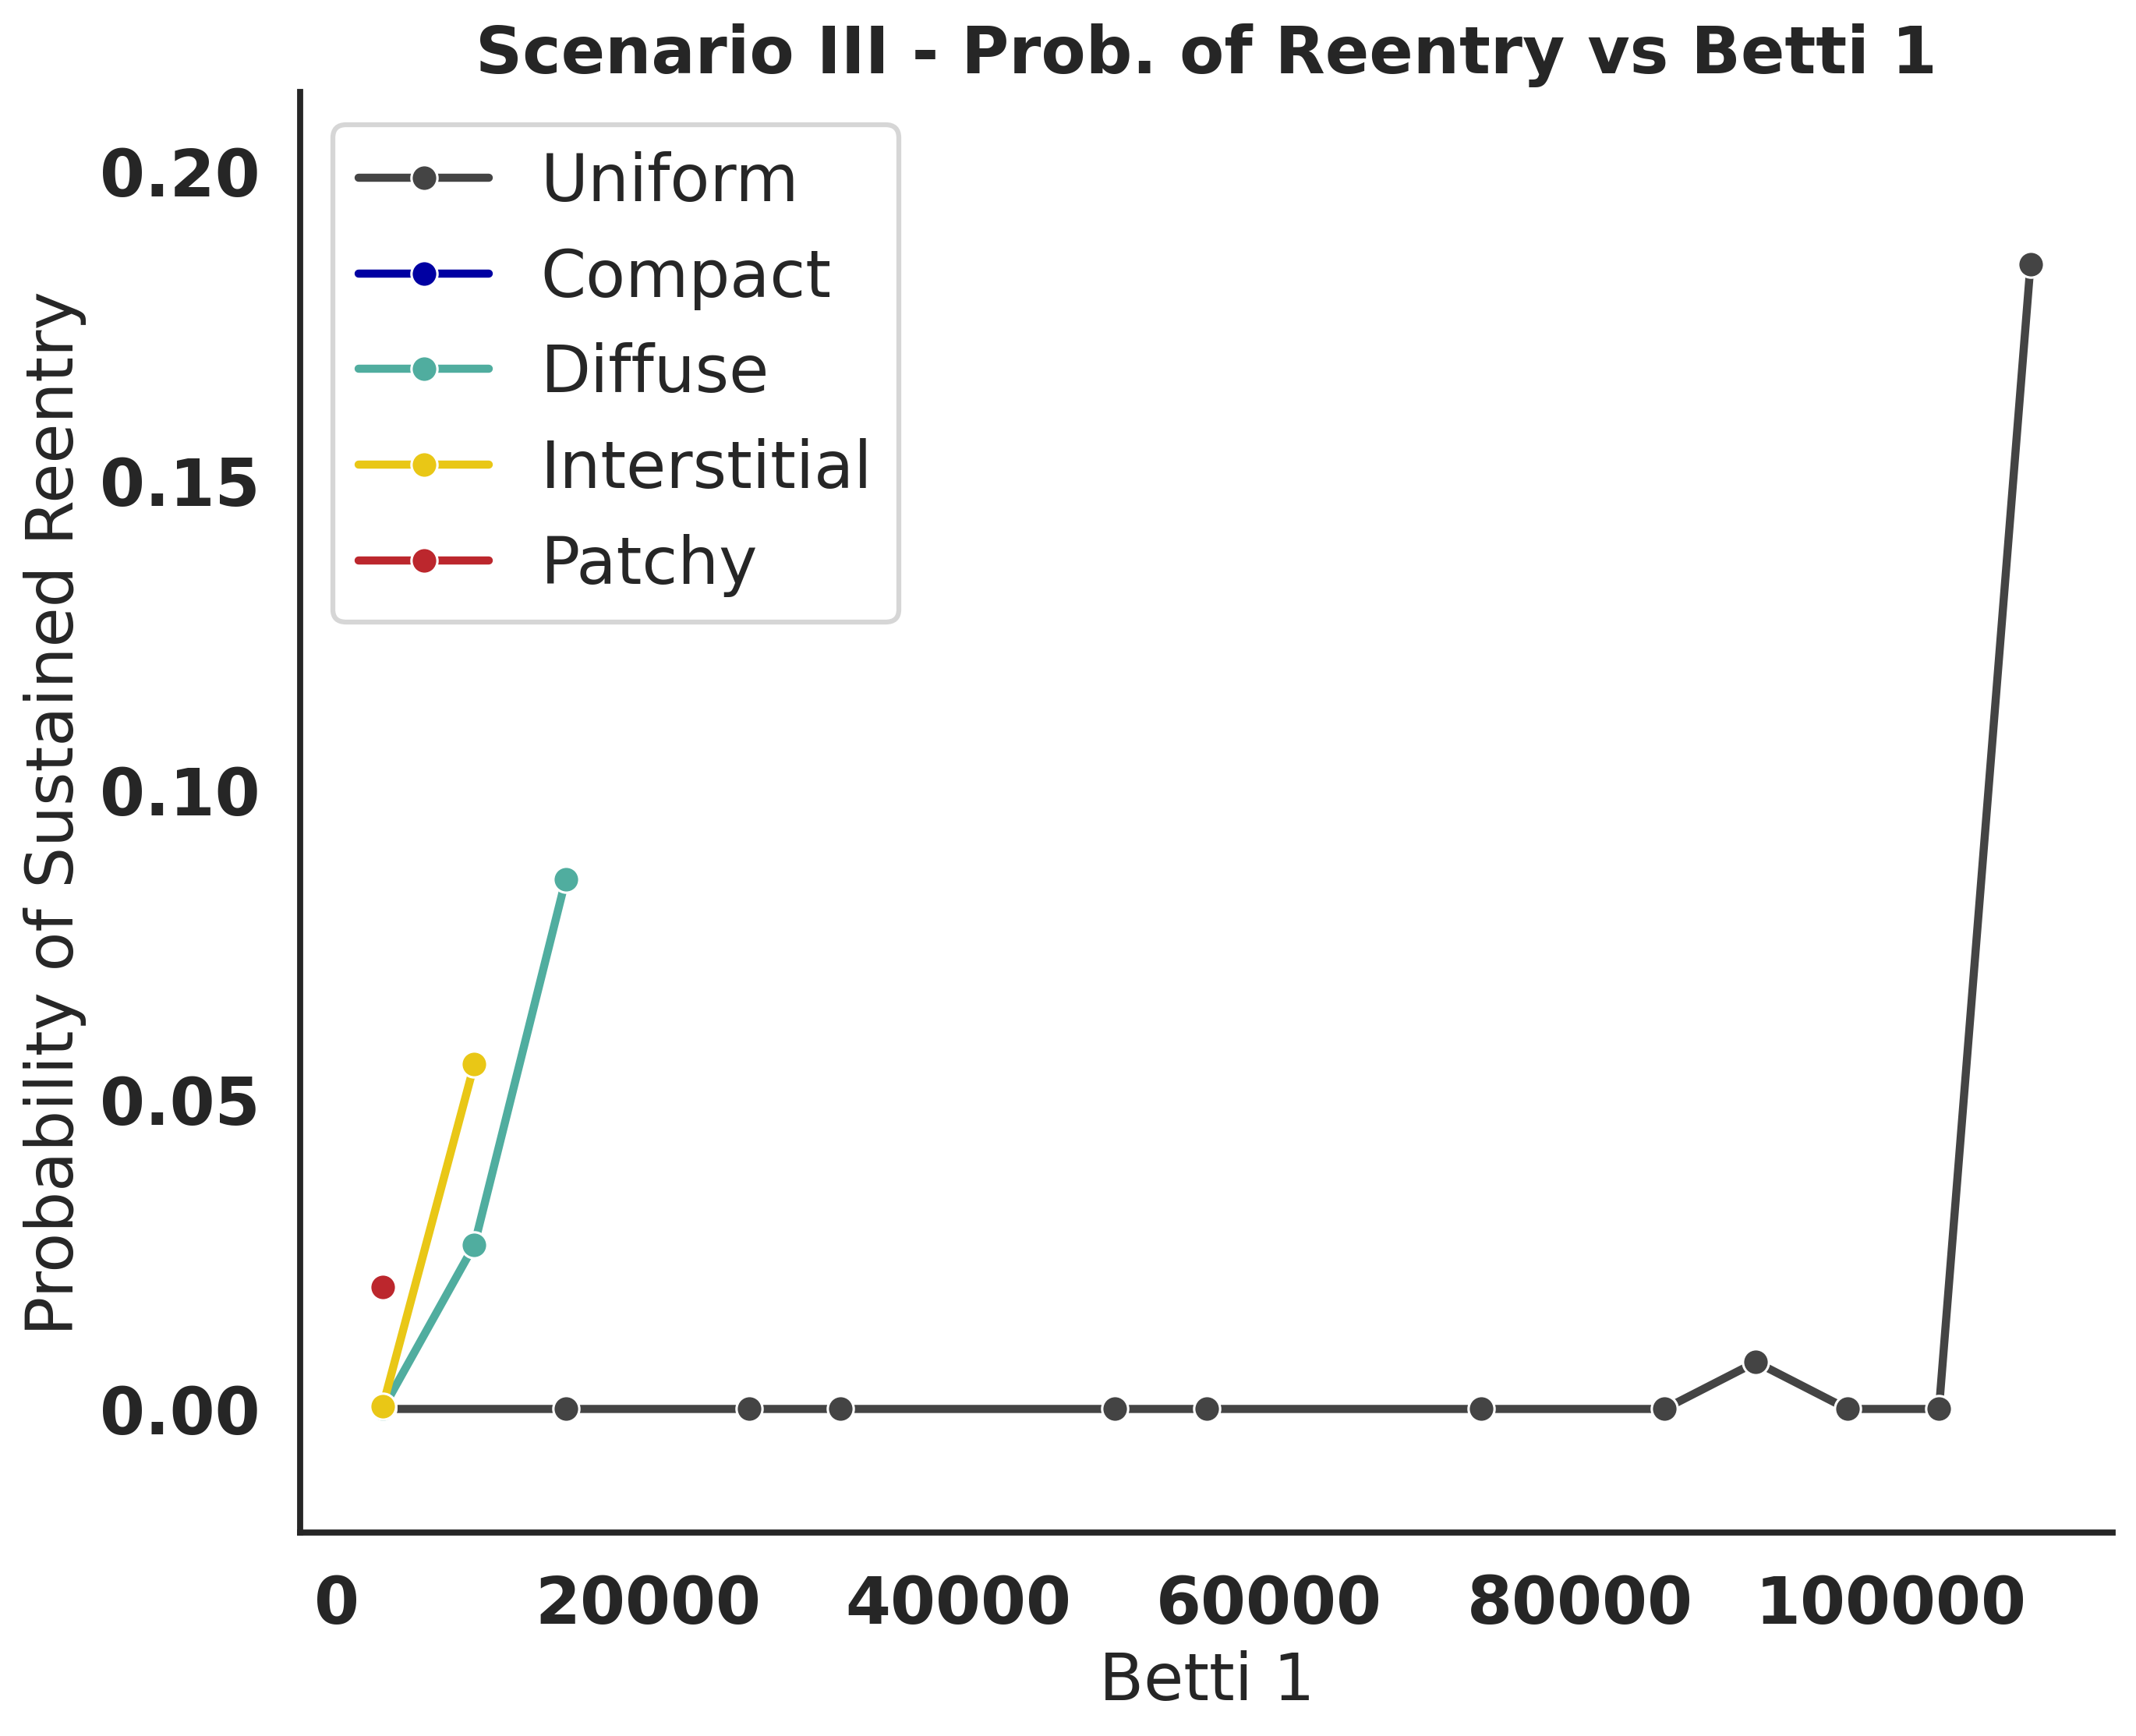 Scenario III - Prob. of Reentry vs Betti 1
Probability of Sustained Reentry
0.20
0.15
0.10
0.05
0.00
Uniform
Compact
Diffuse
Interstitial
Patchy
0 20000 40000 60000 80000 100000
Betti 1